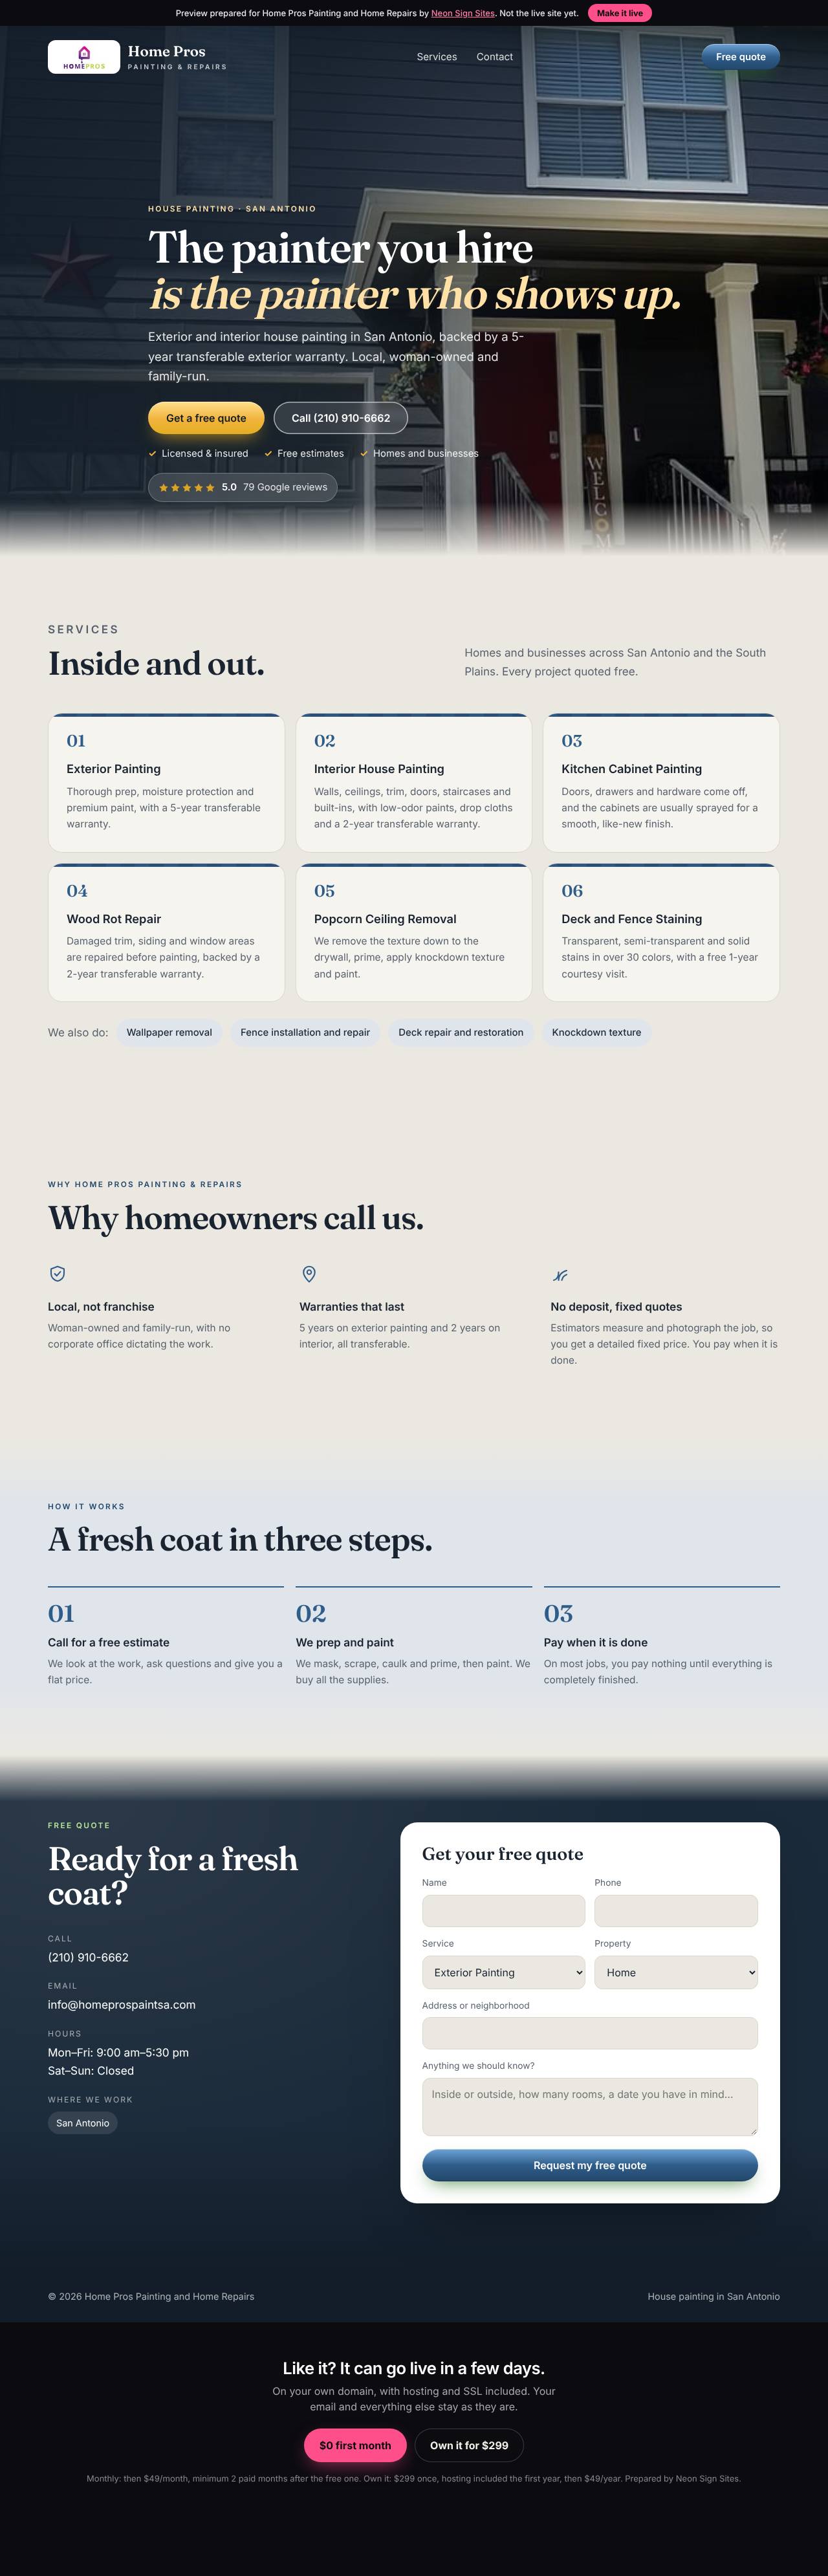 Preview prepared for Home Pros Painting and Home Repairs by Neon Sign Sites. Not the live site yet.
Make it live
HOMEPROS
Home Pros
PAINTING & REPAIRS
Services
Contact
Free quote
HOUSE PAINTING · SAN ANTONIO
The painter you hire
is the painter who shows up.
Exterior and interior house painting in San Antonio, backed by a 5-
year transferable exterior warranty. Local, woman-owned and
family-run.
Get a free quote
Call (210) 910-6662
Licensed & insured
Free estimates
Homes and businesses
5.0 79 Google reviews
WELCOM
SERVICES
Inside and out.
Homes and businesses across San Antonio and the South
Plains. Every project quoted free.
01
Exterior Painting
Thorough prep, moisture protection and
premium paint, with a 5-year transferable
warranty.
02
Interior House Painting
Walls, ceilings, trim, doors, staircases and
built-ins, with low-odor paints, drop cloths
and a 2-year transferable warranty.
03
Kitchen Cabinet Painting
Doors, drawers and hardware come off,
and the cabinets are usually sprayed for a
smooth, like-new finish.
04
Wood Rot Repair
Damaged trim, siding and window areas
are repaired before painting, backed by a
2-year transferable warranty.
05
Popcorn Ceiling Removal
We remove the texture down to the
drywall, prime, apply knockdown texture
and paint.
06
Deck and Fence Staining
Transparent, semi-transparent and solid
stains in over 30 colors, with a free 1-year
courtesy visit.
We also do:
Wallpaper removal
Fence installation and repair
Deck repair and restoration
Knockdown texture
WHY HOME PROS PAINTING & REPAIRS
Why homeowners call us.
Local, not franchise
Woman-owned and family-run, with no
corporate office dictating the work.
Warranties that last
5 years on exterior painting and 2 years on
interior, all transferable.
No deposit, fixed quotes
Estimators measure and photograph the job, so
you get a detailed fixed price. You pay when it is
done.
HOW IT WORKS
A fresh coat in three steps.
01
Call for a free estimate
We look at the work, ask questions and give you a
flat price.
02
We prep and paint
We mask, scrape, caulk and prime, then paint. We
buy all the supplies.
03
Pay when it is done
On most jobs, you pay nothing until everything is
completely finished.
FREE QUOTE
Ready for a fresh
coat?
CALL
(210) 910-6662
EMAIL
info@homeprospaintsa.com
HOURS
Mon–Fri: 9:00 am–5:30 pm
Sat–Sun: Closed
WHERE WE WORK
San Antonio
Get your free quote
Name
Phone
Service
Property
Exterior Painting
Home
Address or neighborhood
Anything we should know?
Inside or outside, how many rooms, a date you have in mind...
Request my free quote
© 2026 Home Pros Painting and Home Repairs
House painting in San Antonio
Like it? It can go live in a few days.
On your own domain, with hosting and SSL included. Your
email and everything else stay as they are.
$0 first month
Own it for $299
Monthly: then $49/month, minimum 2 paid months after the free one. Own it: $299 once, hosting included the first year, then $49/year. Prepared by Neon Sign Sites.